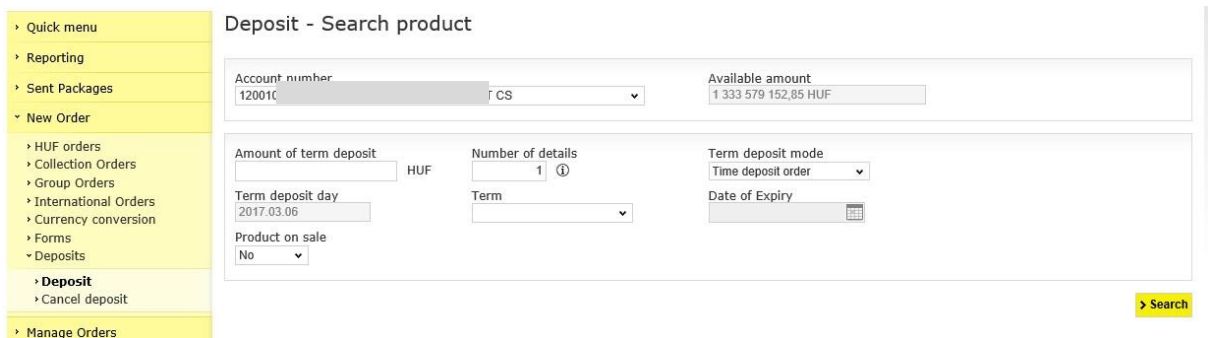 Quick menu
Reporting
Sent Packages
New Order
HUF orders
Collection Orders
Group Orders
International Orders
Currency conversion
Forms
Deposits
Deposit
Cancel deposit
Manage Orders
Deposit - Search product
Account number Available amount
12001 CS 1 333 579 152,85 HUF
Amount of term deposit Number of details Term deposit mode
HUF 1 Time deposit order
Term deposit day Term Date of Expiry
2017.03.06
Product on sale
No
Search